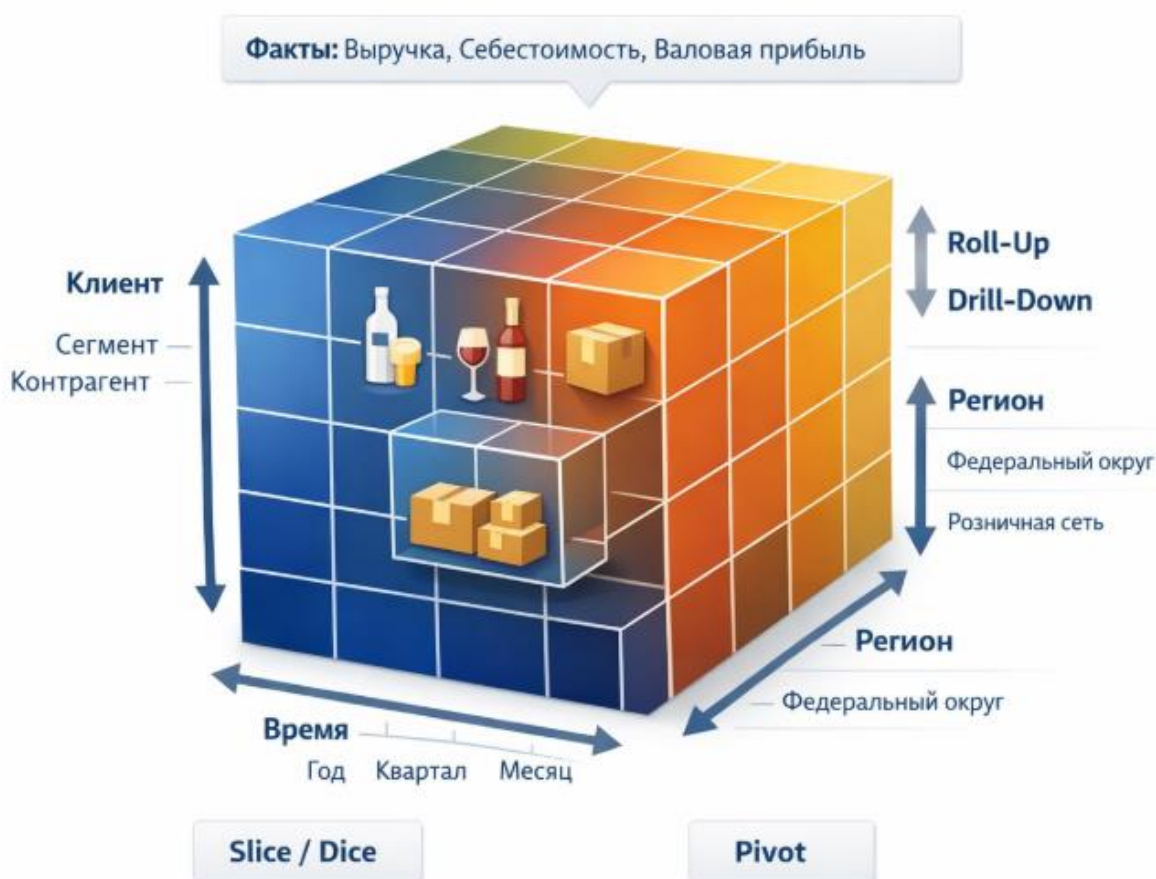 Факты: Выручка, Себестоимость, Валовая прибыль
Клиент
Сегмент
Контрагент
Roll-Up
Drill-Down
Регион
Федеральный округ
Розничная сеть
Регион
Федеральный округ
Время
Год Квартал Месяц
Slice / Dice
Pivot